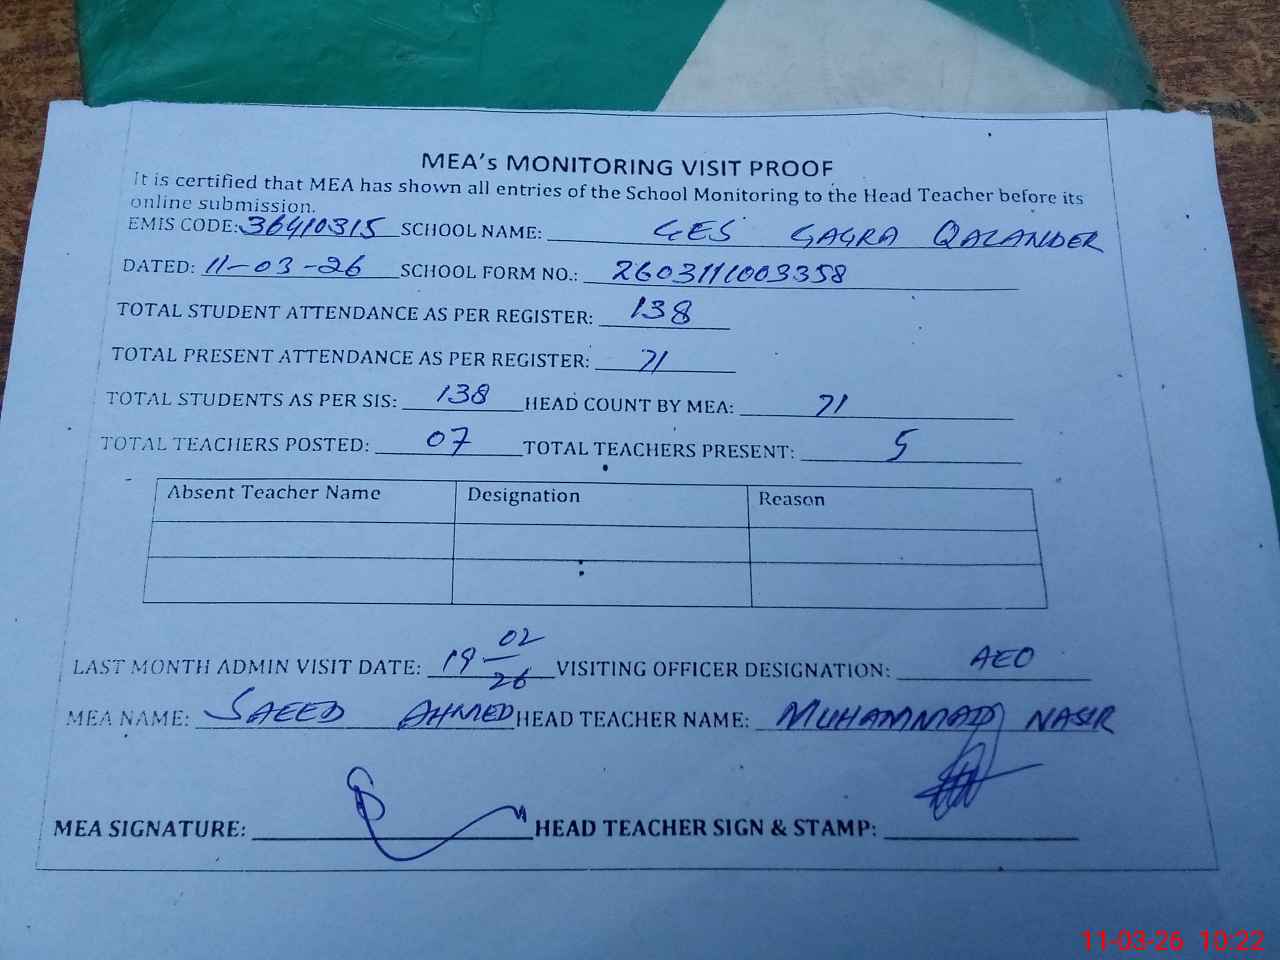 MEA's MONITORING VISIT PROOF
It is certified that MEA has shown all entries of the School Monitoring to the Head Teacher before its
online submission.
EMIS CODE: 36410315 SCHOOL NAME: GES GAGRA QALANDER
DATED: 11-03-26 SCHOOL FORM NO.: 2603111003358
TOTAL STUDENT ATTENDANCE AS PER REGISTER: 138
TOTAL PRESENT ATTENDANCE AS PER REGISTER: 71
TOTAL STUDENTS AS PER SIS: 138 HEAD COUNT BY MEA: 71
TOTAL TEACHERS POSTED: 07 TOTAL TEACHERS PRESENT: 5
Absent Teacher Name Designation Reason
LAST MONTH ADMIN VISIT DATE: 19-02-26 VISITING OFFICER DESIGNATION: AEO
MEA NAME: SAEED AHMED HEAD TEACHER NAME: MUHAMMAD NASIR
MEA SIGNATURE: HEAD TEACHER SIGN & STAMP:
11-03-26 10:22